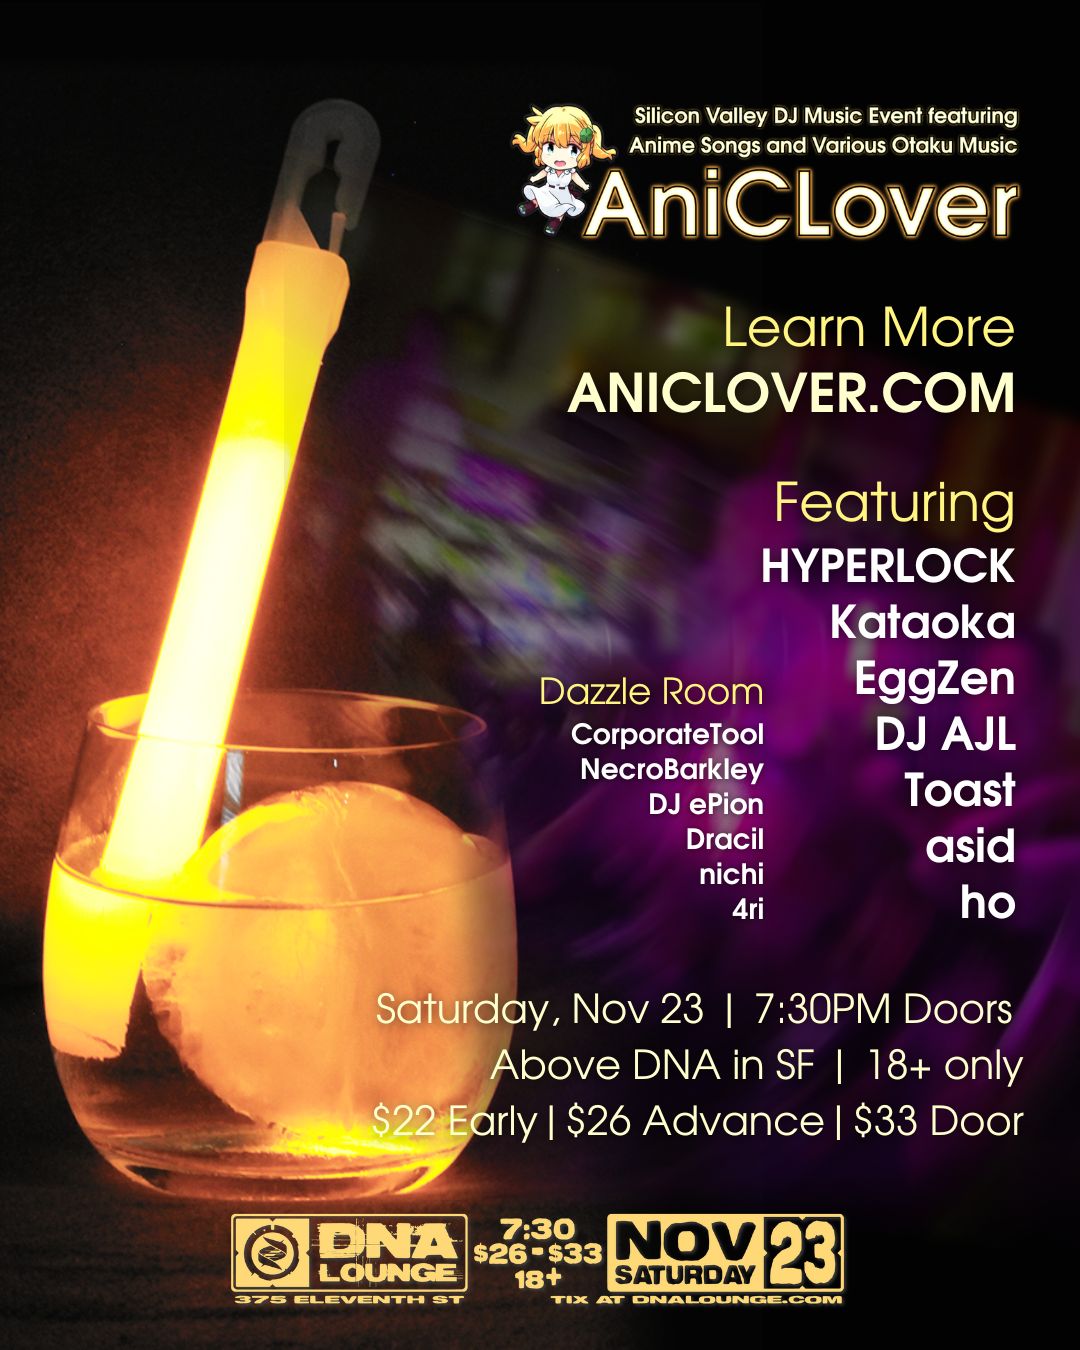 Silicon Valley DJ Music Event featuring
Anime Songs and Various Otaku Music
AniCLover
Learn More
ANICLOVER.COM
Featuring
HYPERLOCK
Kataoka
EggZen
DJ AJL
Toast
asid
ho
Dazzle Room
CorporateTool
NecroBarkley
DJ ePion
Dracil
nichi
4ri
Saturday, Nov 23 | 7:30PM Doors
Above DNA in SF | 18+ only
$22 Early | $26 Advance | $33 Door
DNA
LOUNGE
375 ELEVENTH ST
7:30
$26-$33
18+
NOV 23
SATURDAY
TIX AT DNALOUNGE.COM